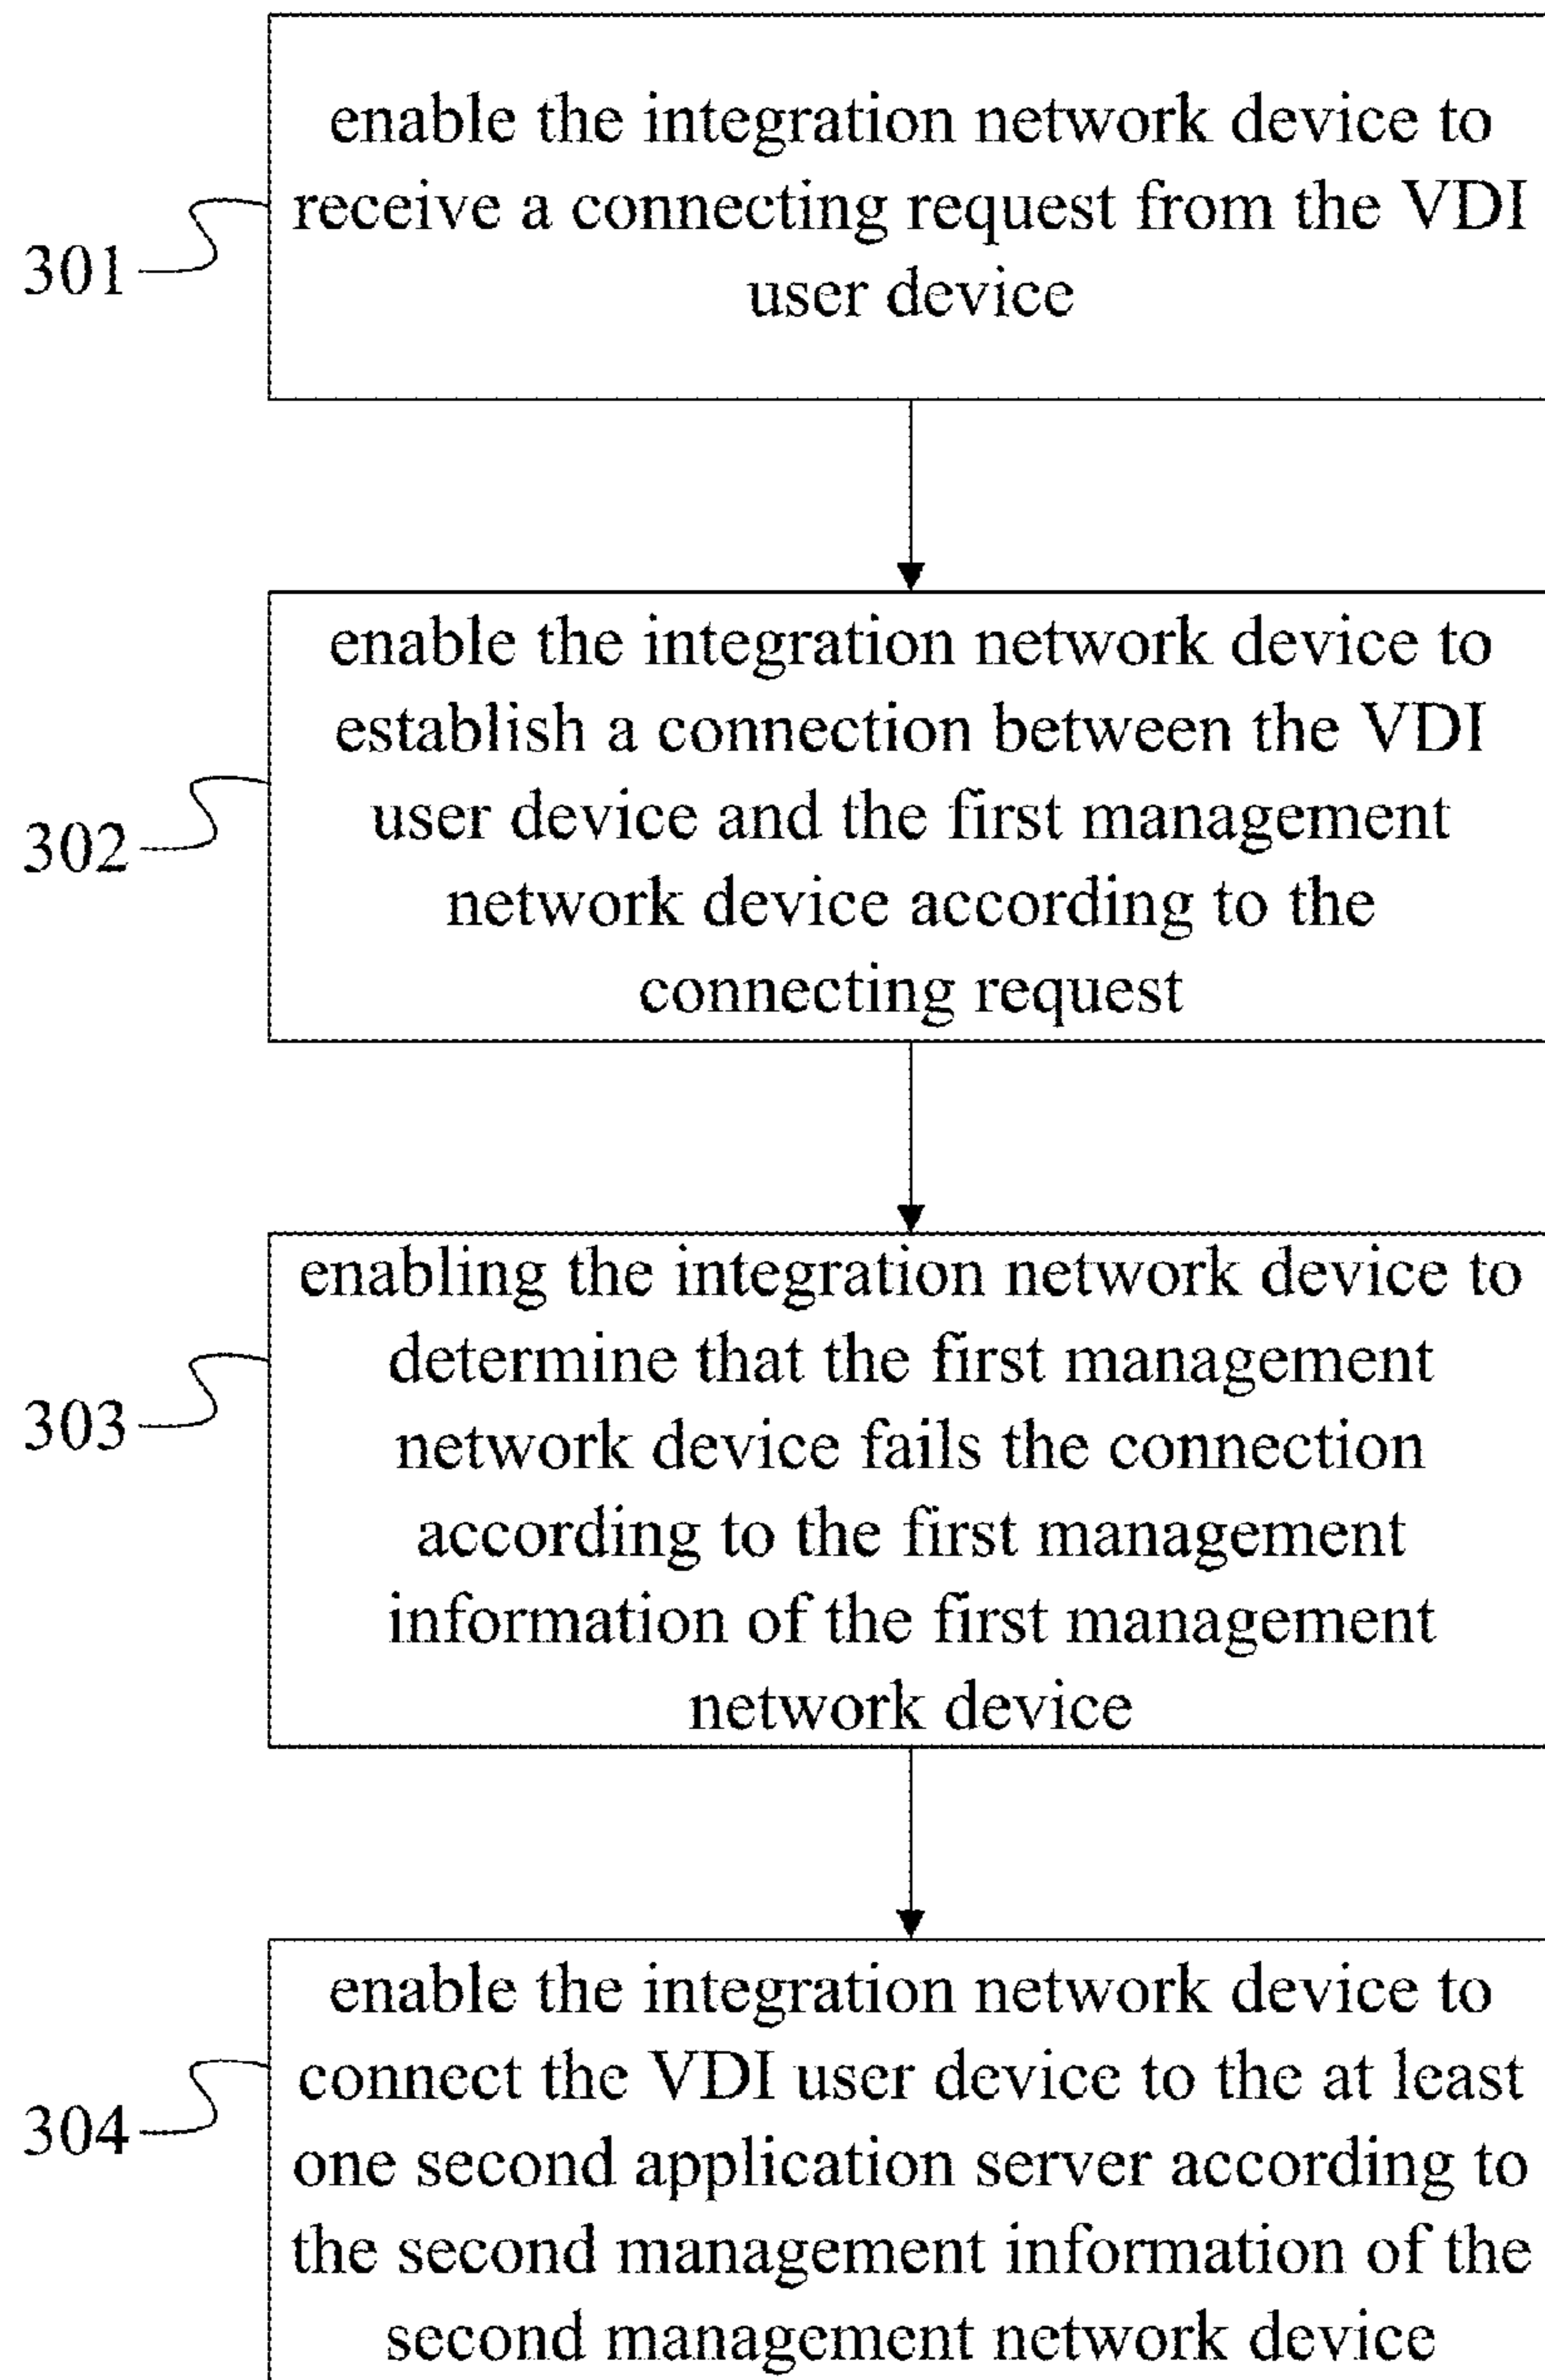 enable the integration network device to
receive a connecting request from the VDI
user device
301
enable the integration network device to
establish a connection between the VDI
user device and the first management
network device according to the
connecting request
302
enabling the integration network device to
determine that the first management
network device fails the connection
according to the first management
information of the first management
network device
303
enable the integration network device to
connect the VDI user device to the at least
one second application server according to
the second management information of the
second management network device
304